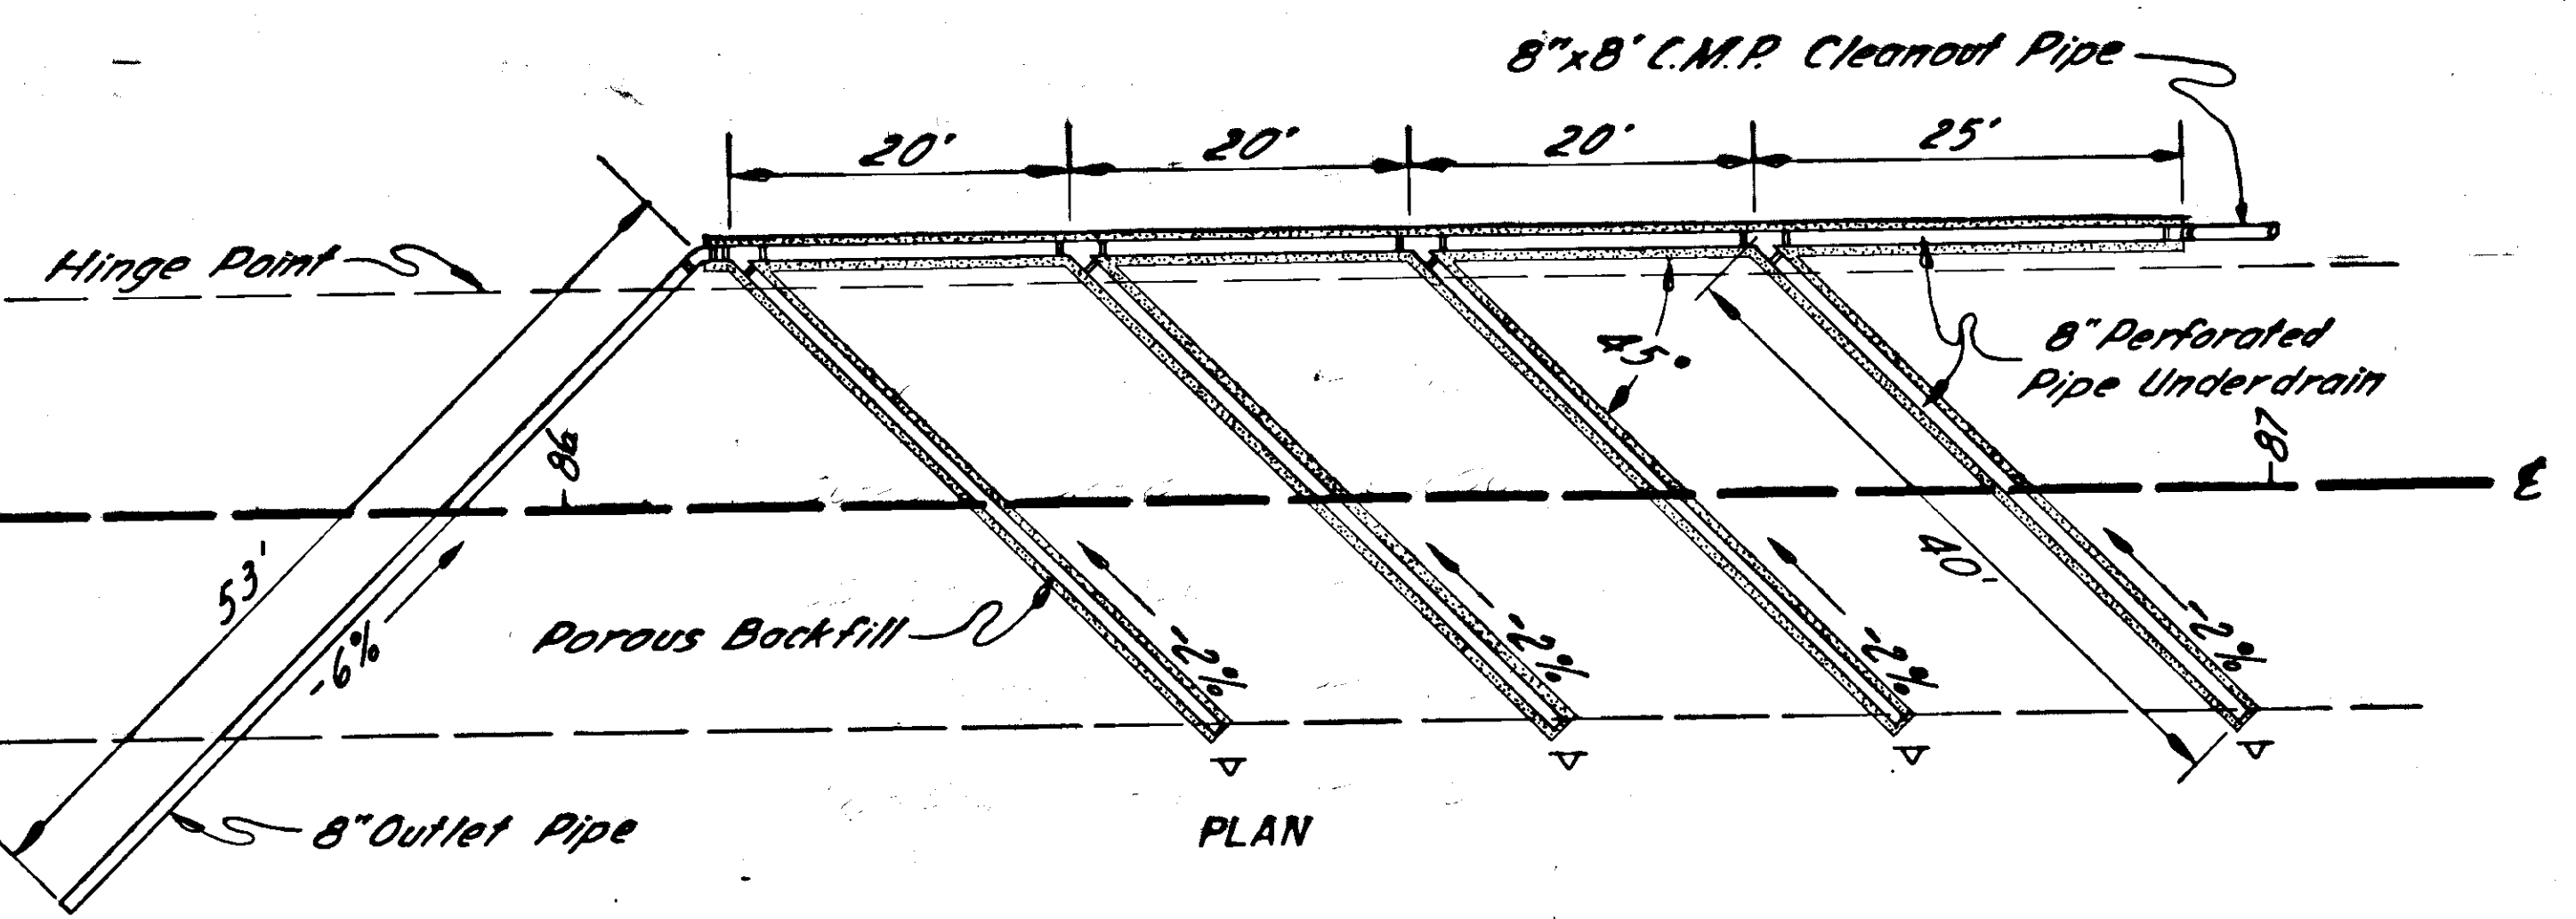 8"x8' C.M.P. Cleanout Pipe
20' 20' 20' 25'
Hinge Point
45°
8" Perforated
Pipe Underdrain
86
87
℄
53'
-6%
40'
Porous Backfill
-2% -2% -2% -2%
8" Outlet Pipe
PLAN